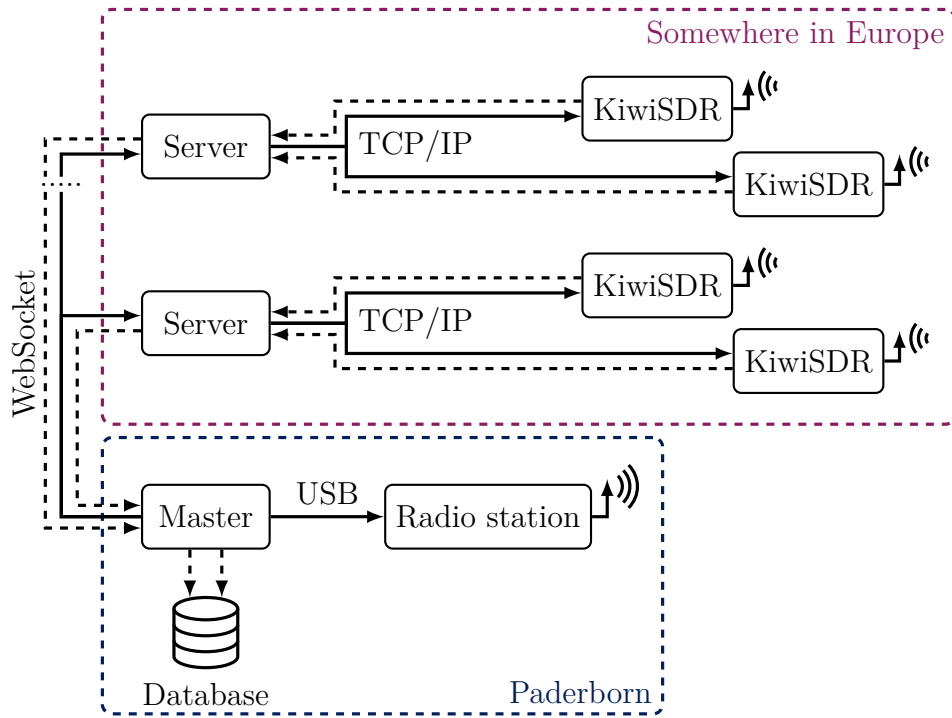 Somewhere in Europe
KiwiSDR
Server
TCP/IP
KiwiSDR
WebSocket
KiwiSDR
Server
TCP/IP
KiwiSDR
USB
Master
Radio station
Database
Paderborn